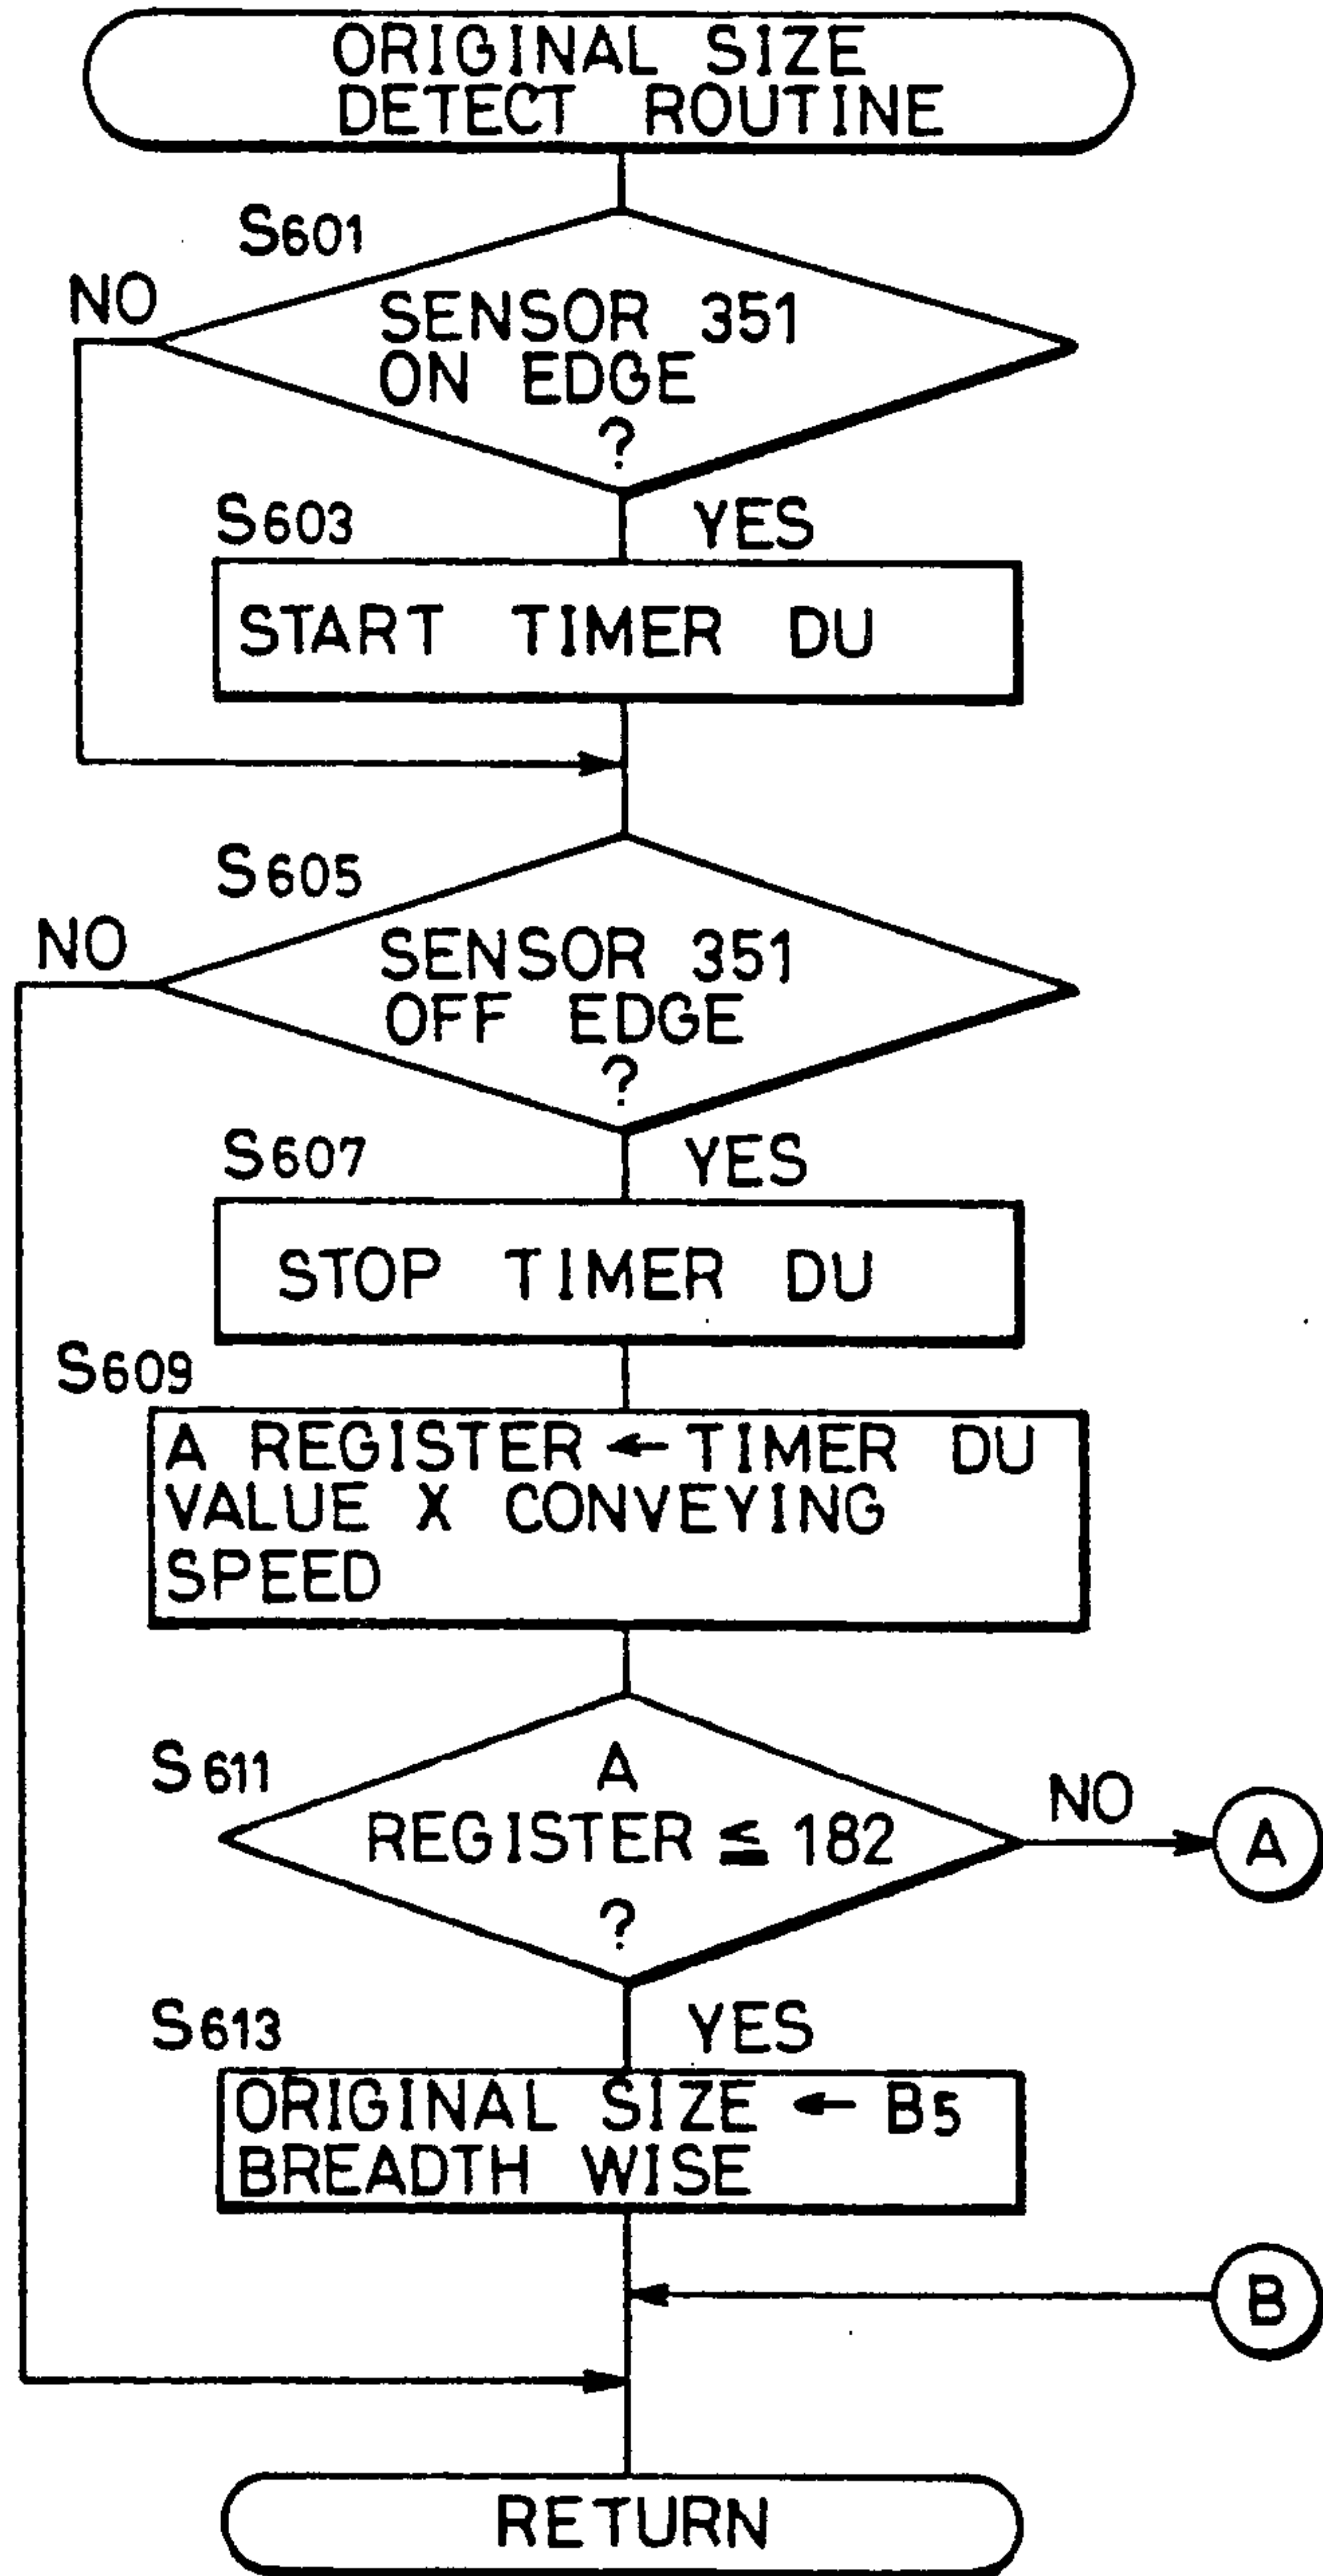 ORIGINAL SIZE
DETECT ROUTINE
S601
NO
SENSOR 351
ON EDGE
?
S603
YES
START TIMER DU
S605
NO
SENSOR 351
OFF EDGE
?
S607
YES
STOP TIMER DU
S609
A REGISTER ← TIMER DU
VALUE X CONVEYING
SPEED
S611
A
REGISTER ≦ 182
?
NO
A
S613
YES
ORIGINAL SIZE ← B5
BREADTH WISE
B
RETURN